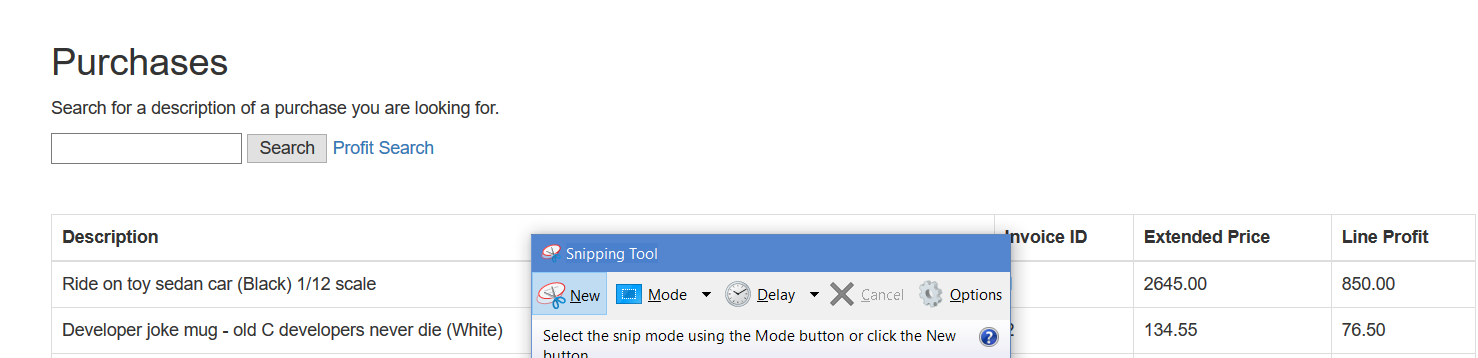 Purchases
Search for a description of a purchase you are looking for.
Search Profit Search
Description Invoice ID Extended Price Line Profit
Snipping Tool
Ride on toy sedan car (Black) 1/12 scale 2645.00 850.00
New Mode Delay Cancel Options
Developer joke mug - old C developers never die (White) 2 134.55 76.50
Select the snip mode using the Mode button or click the New
button